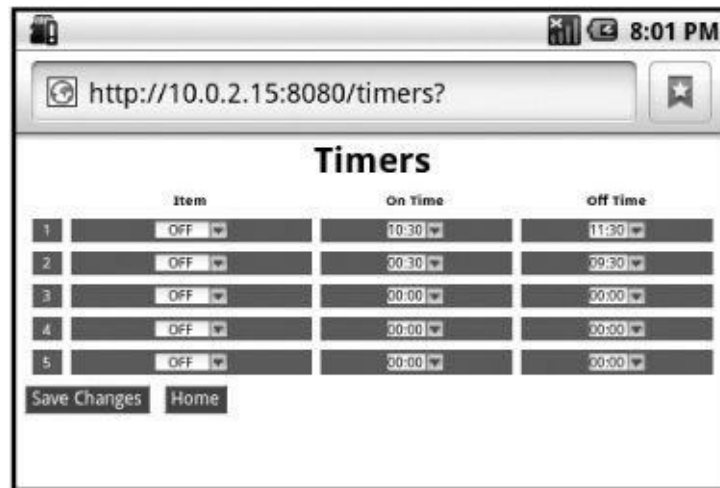 8:01 PM
http://10.0.2.15:8080/timers?
Timers
Item On Time Off Time
1 OFF 10:30 11:30
2 OFF 00:30 09:30
3 OFF 00:00 00:00
4 OFF 00:00 00:00
5 OFF 00:00 00:00
Save Changes Home